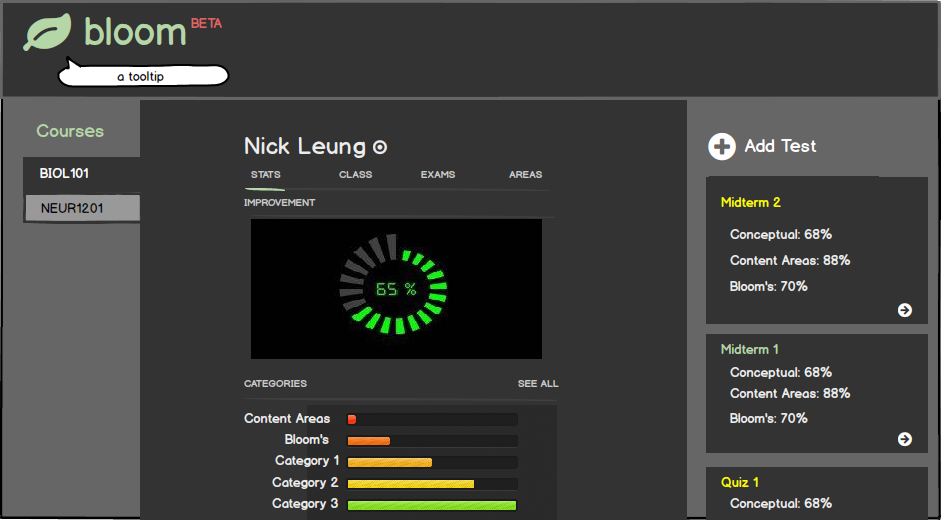 bloom BETA
a tooltip
Courses
BIOL101
NEUR1201
Nick Leung
STATS CLASS EXAMS AREAS
IMPROVEMENT
65 %
CATEGORIES SEE ALL
Content Areas
Bloom's
Category 1
Category 2
Category 3
Add Test
Midterm 2
Conceptual: 68%
Content Areas: 88%
Bloom's: 70%
Midterm 1
Conceptual: 68%
Content Areas: 88%
Bloom's: 70%
Quiz 1
Conceptual: 68%